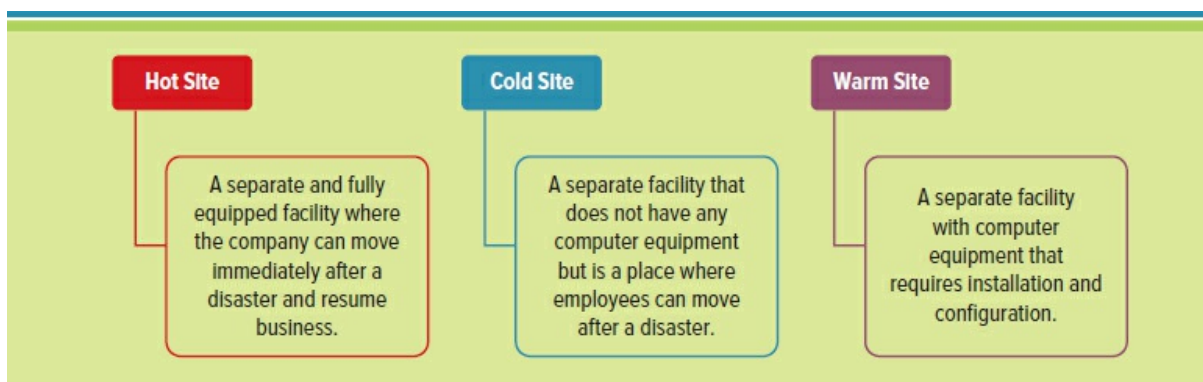 Hot Site
A separate and fully
equipped facility where
the company can move
immediately after a
disaster and resume
business.
Cold Site
A separate facility that
does not have any
computer equipment
but is a place where
employees can move
after a disaster.
Warm Site
A separate facility
with computer
equipment that
requires installation and
configuration.